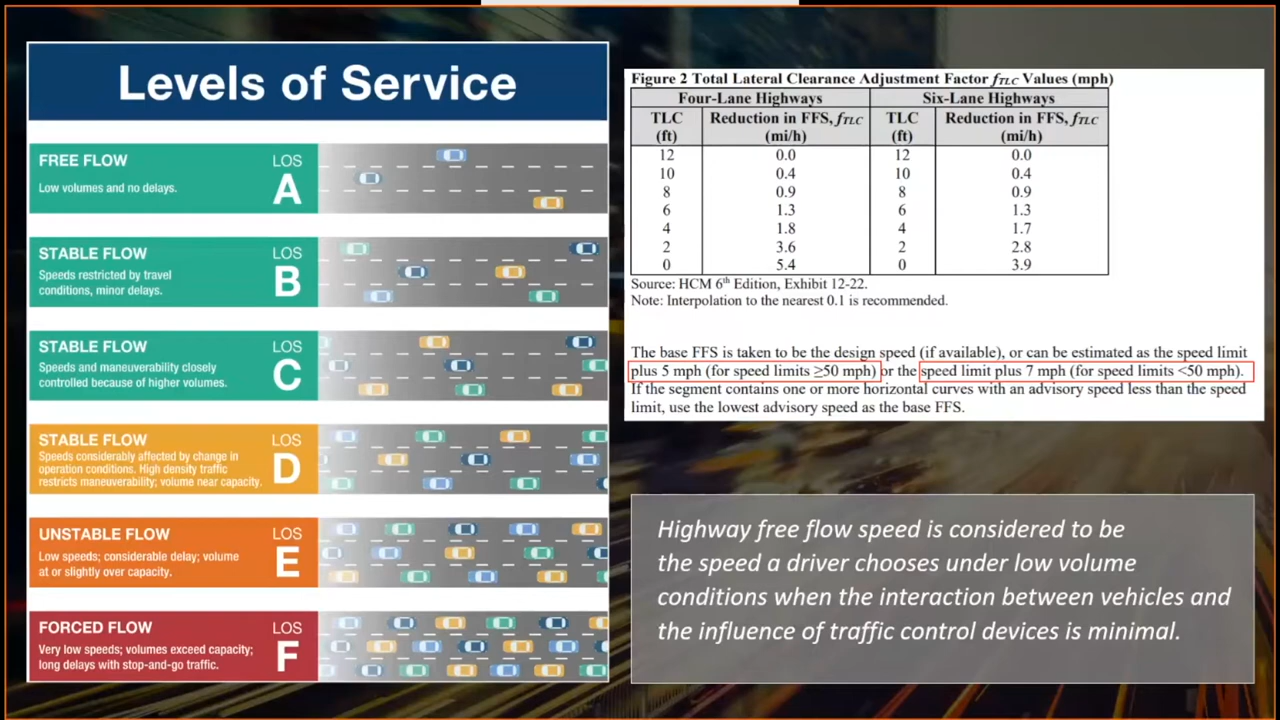 Levels of Service
FREE FLOW
LOS
A
Low volumes and no delays.
STABLE FLOW
LOS
B
Speeds restricted by travel
conditions, minor delays.
STABLE FLOW
LOS
C
Speeds and maneuverability closely
controlled because of higher volumes.
STABLE FLOW
LOS
D
Speeds considerably affected by change in
operation conditions. High density traffic
restricts maneuverability; volume near capacity.
UNSTABLE FLOW
LOS
E
Low speeds; considerable delay; volume
at or slightly over capacity.
FORCED FLOW
LOS
F
Very low speeds; volumes exceed capacity;
long delays with stop-and-go traffic.
Figure 2 Total Lateral Clearance Adjustment Factor fTLC Values (mph)
Four-Lane Highways Six-Lane Highways
TLC Reduction in FFS, fTLC TLC Reduction in FFS, fTLC
(ft) (mi/h) (ft) (mi/h)
12 0.0 12 0.0
10 0.4 10 0.4
8 0.9 8 0.9
6 1.3 6 1.3
4 1.8 4 1.7
2 3.6 2 2.8
0 5.4 0 3.9
Source: HCM 6th Edition, Exhibit 12-22.
Note: Interpolation to the nearest 0.1 is recommended.
The base FFS is taken to be the design speed (if available), or can be estimated as the speed limit
plus 5 mph (for speed limits ≥50 mph) or the speed limit plus 7 mph (for speed limits <50 mph).
If the segment contains one or more horizontal curves with an advisory speed less than the speed
limit, use the lowest advisory speed as the base FFS.
Highway free flow speed is considered to be
the speed a driver chooses under low volume
conditions when the interaction between vehicles and
the influence of traffic control devices is minimal.